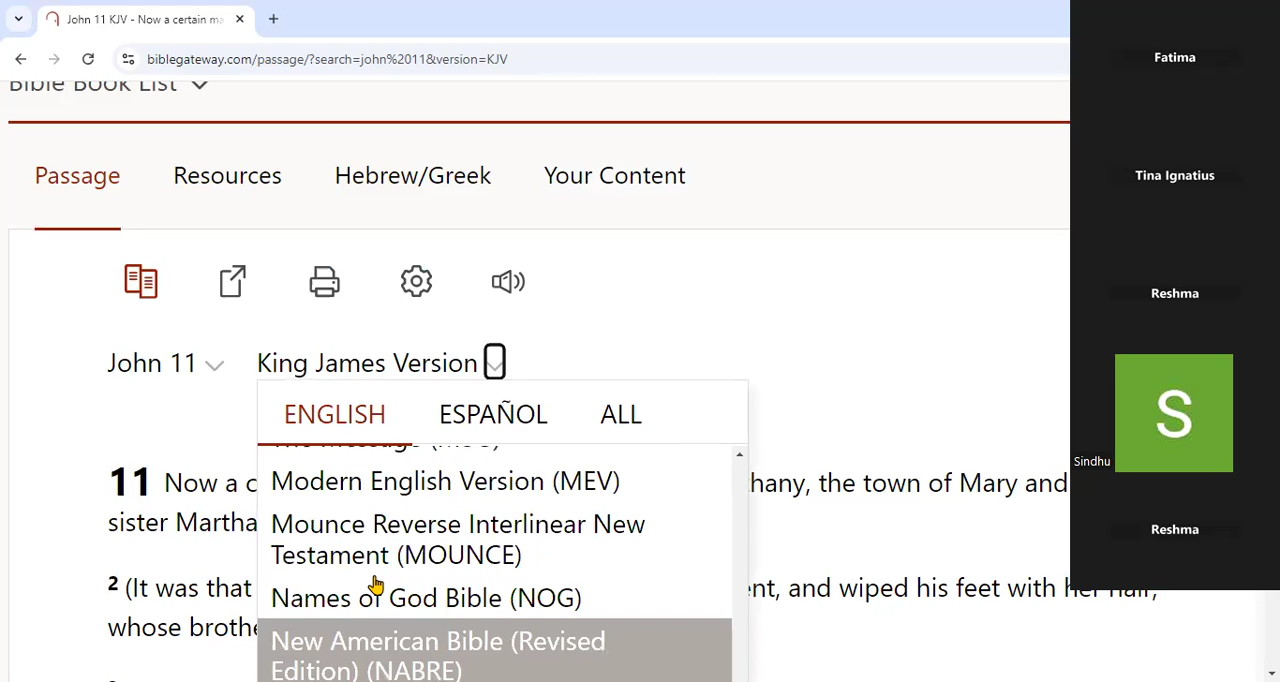 John 11 KJV - Now a certain ma
biblegateway.com/passage/?search=john%2011&version=KJV
Bible Book List
Passage Resources Hebrew/Greek Your Content
John 11 King James Version
ENGLISH ESPAÑOL ALL
The Message (MSG)
Modern English Version (MEV)
Mounce Reverse Interlinear New
Testament (MOUNCE)
Names of God Bible (NOG)
New American Bible (Revised
Edition) (NABRE)
11 Now a c hany, the town of Mary and
sister Martha
2 (It was that ent, and wiped his feet with her hair,
whose brothe
Fatima
Tina Ignatius
Reshma
S
Sindhu
Reshma